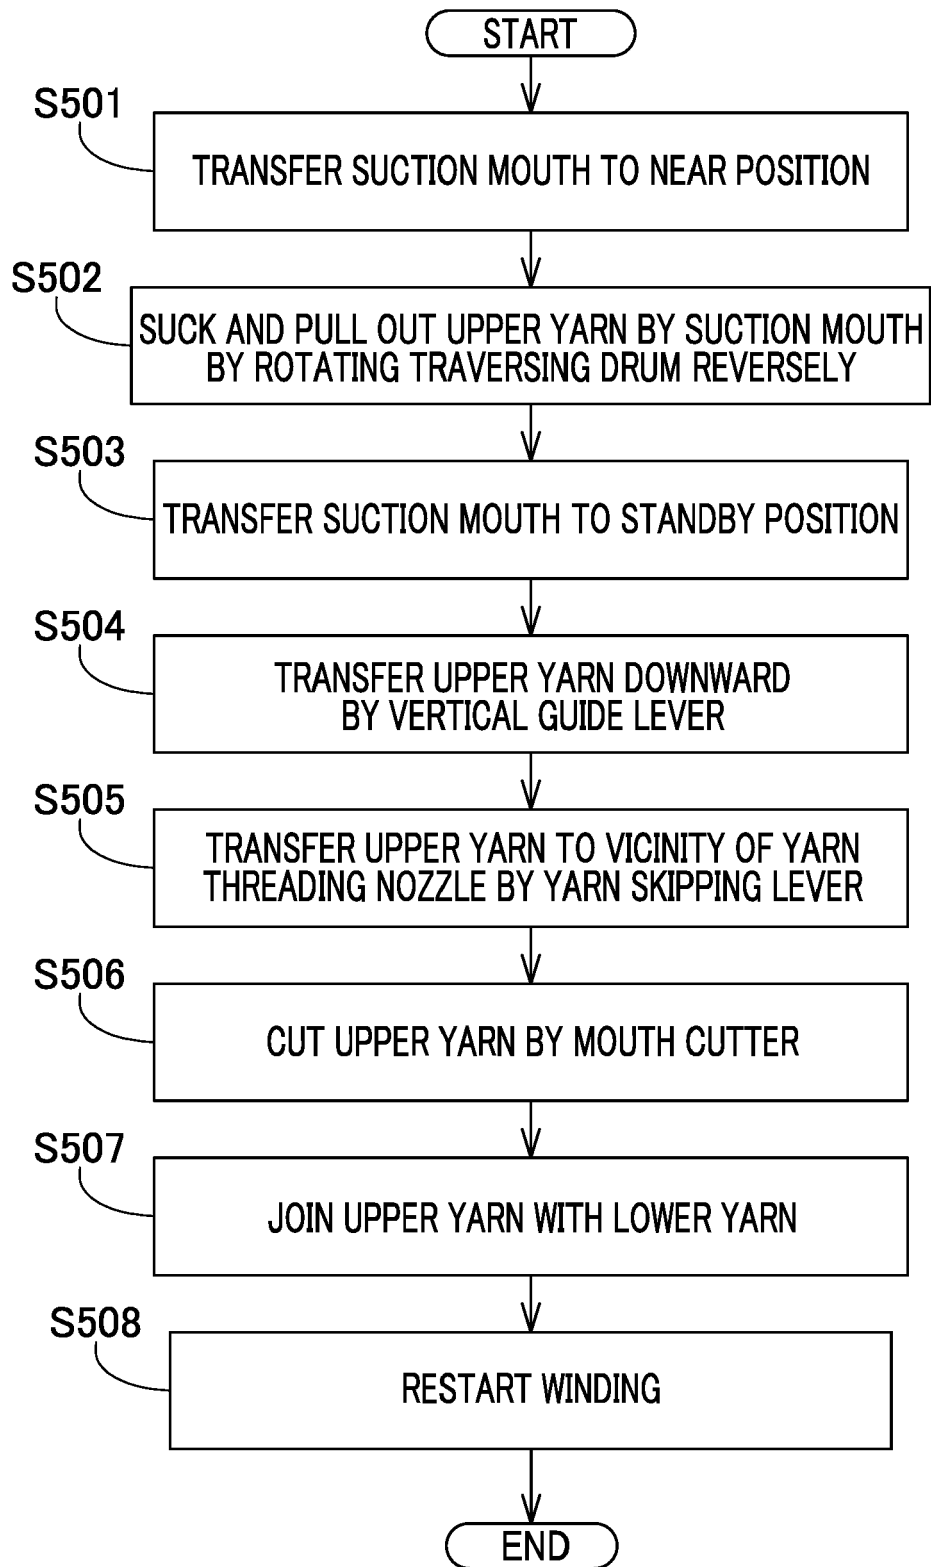 START
S501
TRANSFER SUCTION MOUTH TO NEAR POSITION
S502
SUCK AND PULL OUT UPPER YARN BY SUCTION MOUTH
BY ROTATING TRAVERSING DRUM REVERSELY
S503
TRANSFER SUCTION MOUTH TO STANDBY POSITION
S504
TRANSFER UPPER YARN DOWNWARD
BY VERTICAL GUIDE LEVER
S505
TRANSFER UPPER YARN TO VICINITY OF YARN
THREADING NOZZLE BY YARN SKIPPING LEVER
S506
CUT UPPER YARN BY MOUTH CUTTER
S507
JOIN UPPER YARN WITH LOWER YARN
S508
RESTART WINDING
END